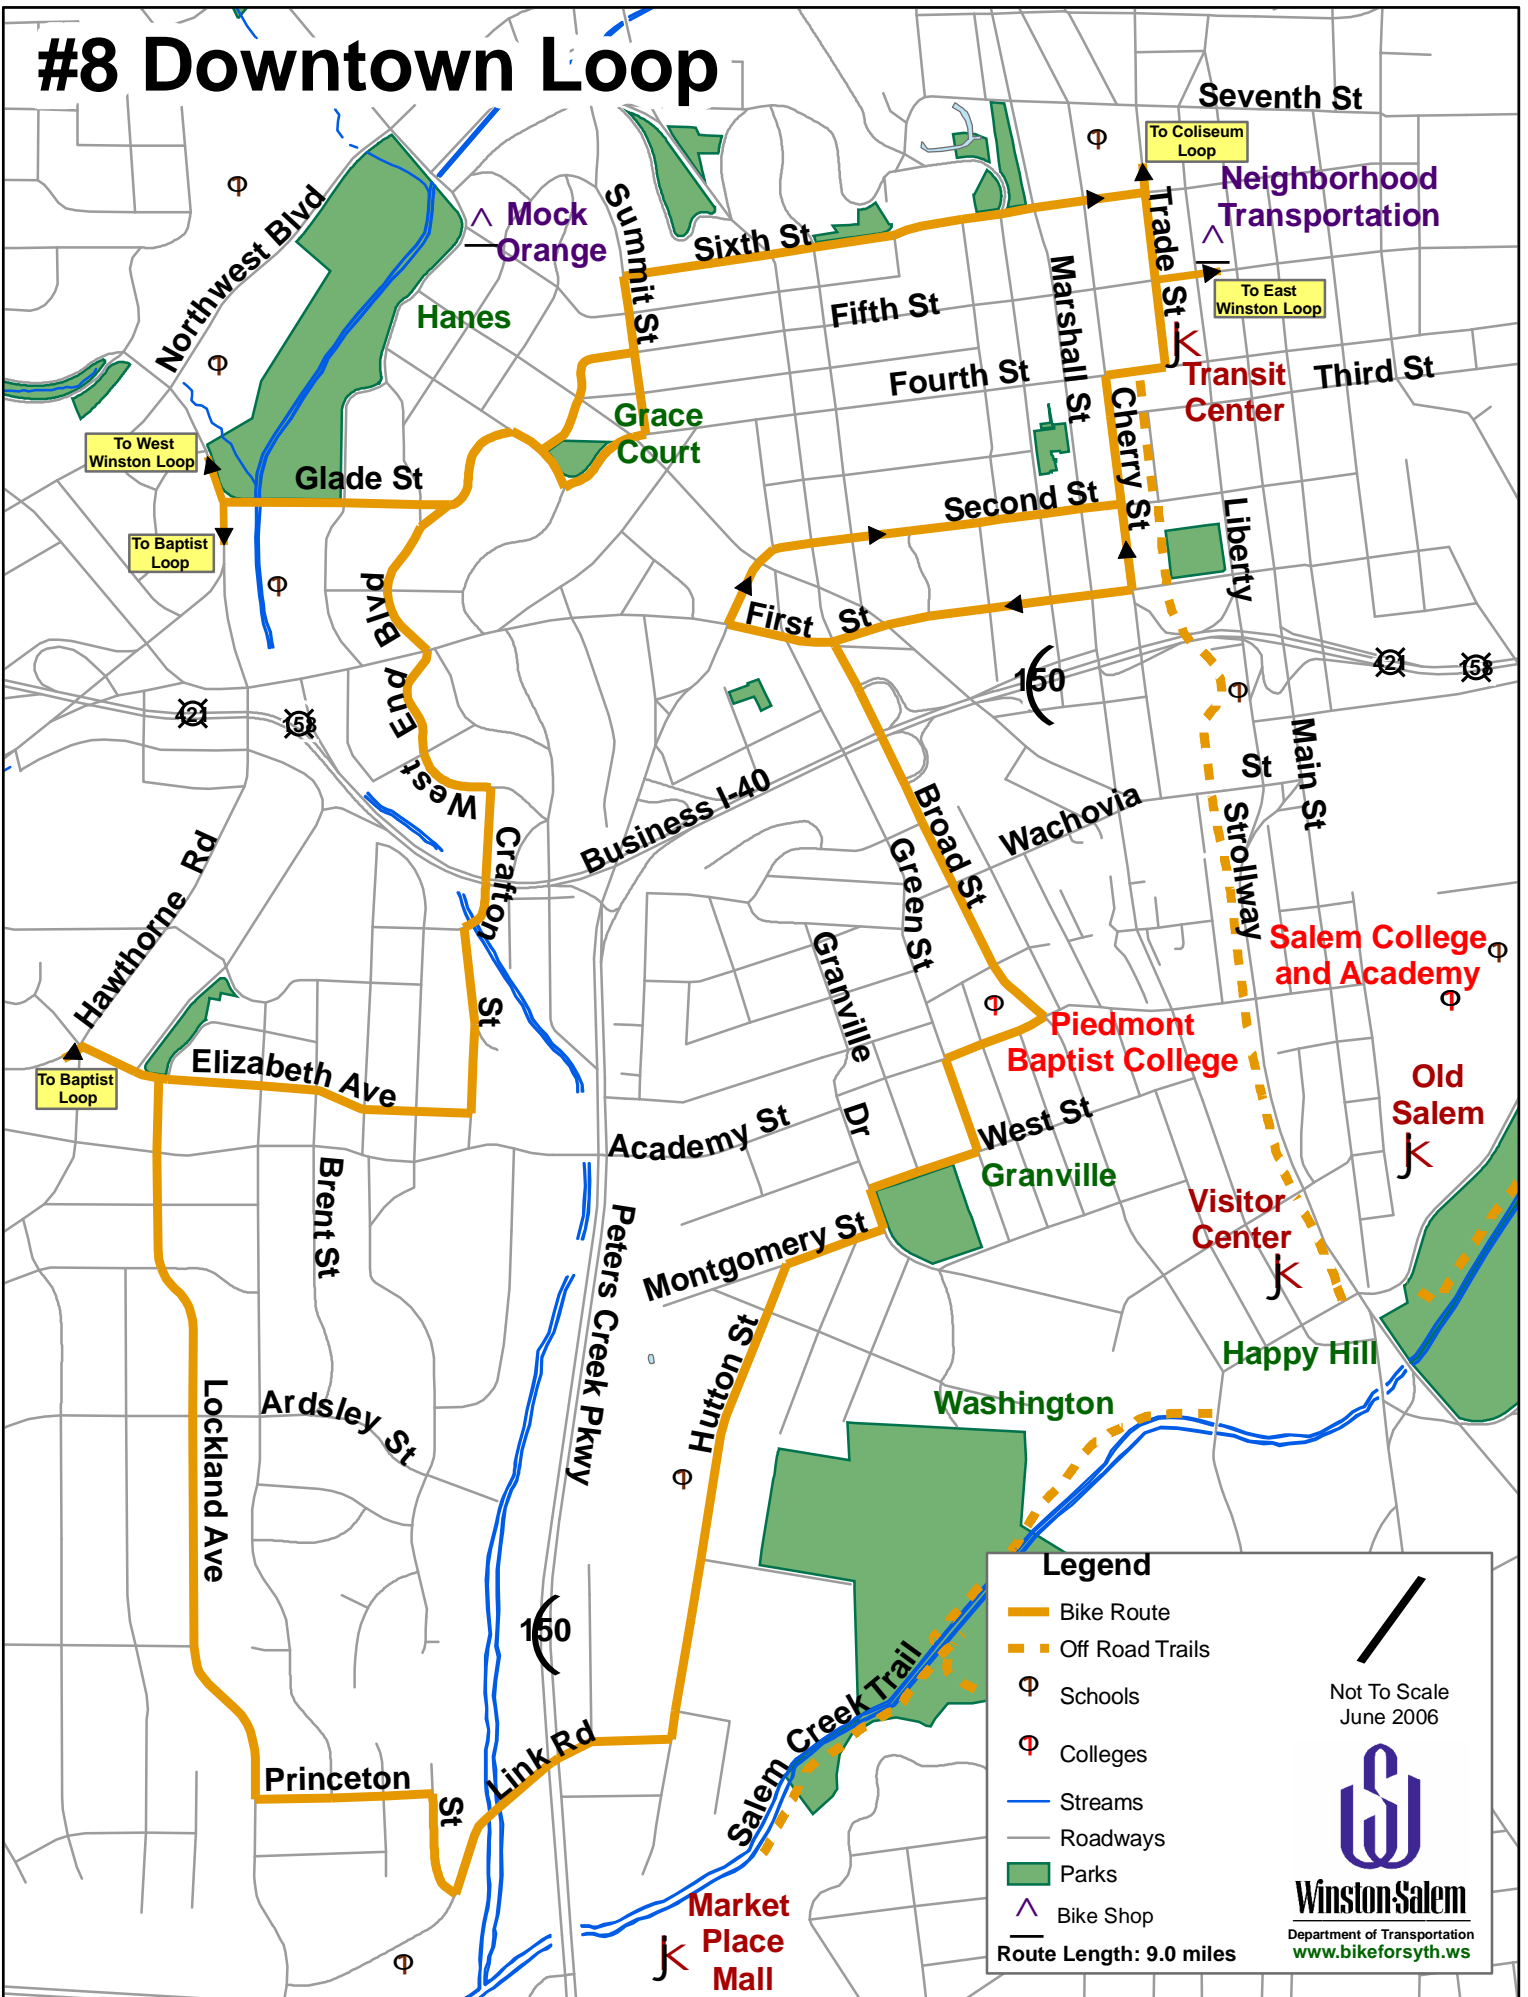 #8 Downtown Loop
Seventh St
To Coliseum
Loop
Neighborhood
Transportation
Northwest Blvd
Mock
Orange
Summit St
Sixth St
Trade St
Marshall St
To East
Winston Loop
Hanes
Fifth St
Fourth St
Third St
Transit
Center
Grace
Court
Cherry St
To West
Winston Loop
Glade St
Second St
Liberty
St
To Baptist
Loop
West End Blvd
First St
150
421
158
421
158
Main St
Business I-40
Broad St
Wachovia
Strollway
Crafton
St
Green St
Hawthorne Rd
Granville
Dr
Salem College
and Academy
Piedmont
Baptist College
Elizabeth Ave
To Baptist
Loop
Old
Salem
Academy St
West St
Granville
Brent St
Peters Creek Pkwy
Visitor
Center
Montgomery St
Hutton St
Happy Hill
Lockland Ave
Ardsley St
Washington
150
Salem Creek Trail
Link Rd
Princeton
St
Market
Place
Mall
Legend
Bike Route
Off Road Trails
Schools
Colleges
Streams
Roadways
Parks
Bike Shop
Route Length: 9.0 miles
Not To Scale
June 2006
Winston-Salem
Department of Transportation
www.bikeforsyth.ws